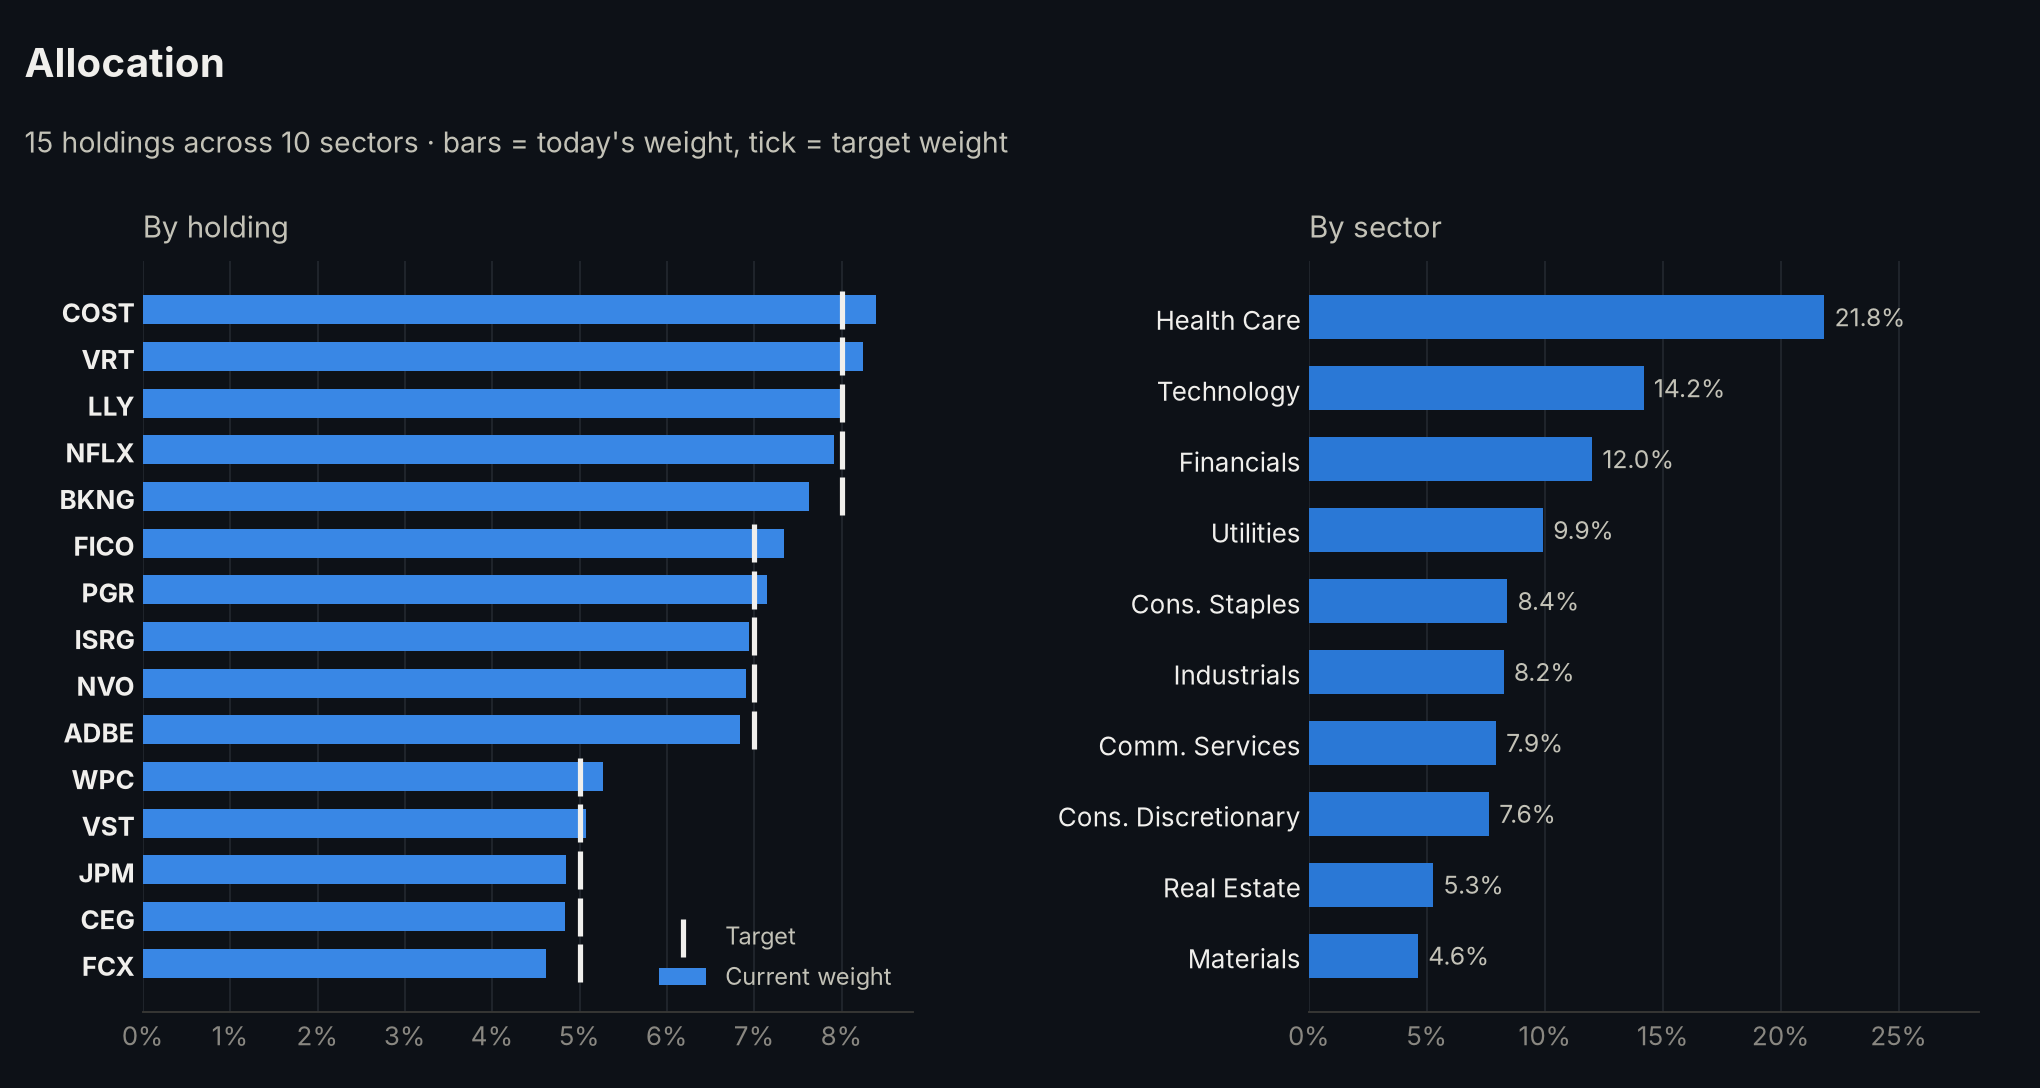 Allocation
15 holdings across 10 sectors · bars = today's weight, tick = target weight
By holding
COST
VRT
LLY
NFLX
BKNG
FICO
PGR
ISRG
NVO
ADBE
WPC
VST
JPM
CEG
FCX
Target
Current weight
0% 1% 2% 3% 4% 5% 6% 7% 8%
By sector
Health Care 21.8%
Technology 14.2%
Financials 12.0%
Utilities 9.9%
Cons. Staples 8.4%
Industrials 8.2%
Comm. Services 7.9%
Cons. Discretionary 7.6%
Real Estate 5.3%
Materials 4.6%
0% 5% 10% 15% 20% 25%